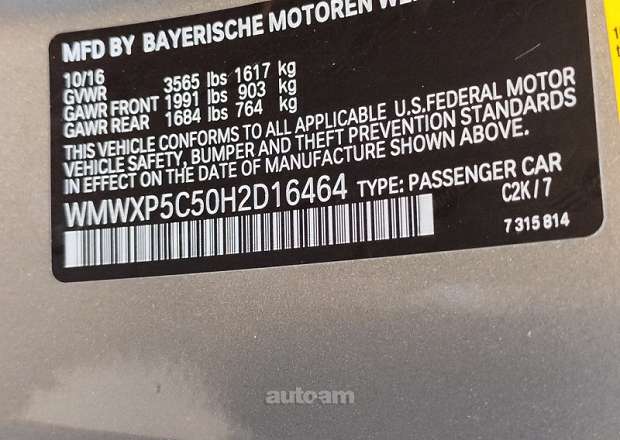 MFD BY BAYERISCHE MOTOREN
10/16
GVWR 3565 lbs 1617 kg
GAWR FRONT 1991 lbs 903 kg
GAWR REAR 1684 lbs 764 kg
THIS VEHICLE CONFORMS TO ALL APPLICABLE U.S.FEDERAL MOTOR
VEHICLE SAFETY, BUMPER AND THEFT PREVENTION STANDARDS
IN EFFECT ON THE DATE OF MANUFACTURE SHOWN ABOVE.
WMWXP5C50H2D16464 TYPE: PASSENGER CAR
C2K / 7
7 315 814
auto.am